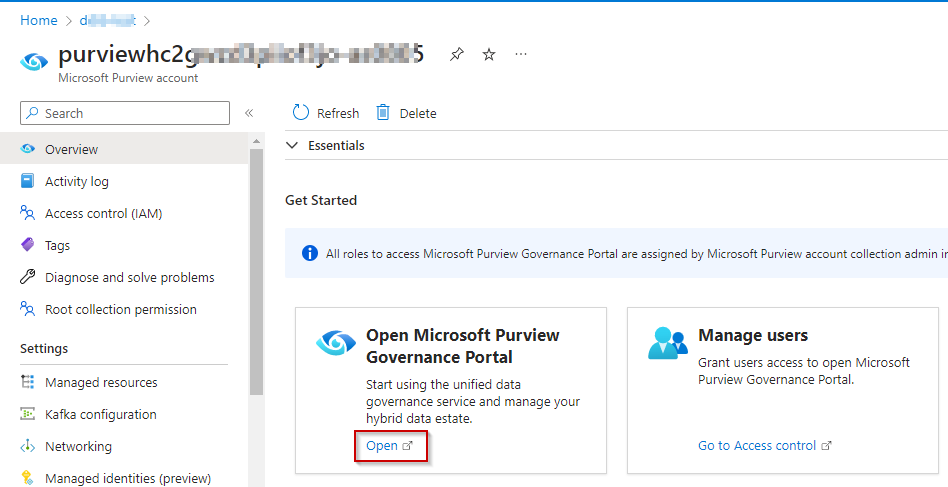 Home > d >
purviewhc2g 5
Microsoft Purview account
Search
Refresh Delete
Overview
Essentials
Activity log
Access control (IAM)
Get Started
Tags
All roles to access Microsoft Purview Governance Portal are assigned by Microsoft Purview account collection admin in
Diagnose and solve problems
Root collection permission
Settings
Managed resources
Kafka configuration
Networking
Managed identities (preview)
Open Microsoft Purview
Governance Portal
Start using the unified data
governance service and manage your
hybrid data estate.
Open
Manage users
Grant users access to open Microsoft
Purview Governance Portal.
Go to Access control